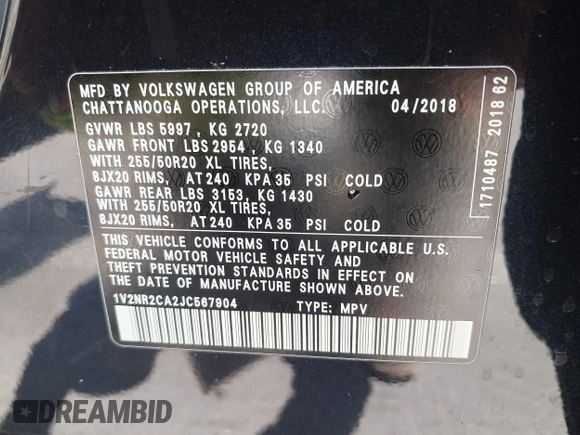 MFD BY VOLKSWAGEN GROUP OF AMERICA
CHATTANOOGA OPERATIONS, LLC. 04/2018
GVWR LBS 5997 , KG 2720
GAWR FRONT LBS 2954 , KG 1340
WITH 255/50R20 XL TIRES,
8JX20 RIMS, AT 240 KPA 35 PSI COLD
GAWR REAR LBS 3153 , KG 1430
WITH 255/50R20 XL TIRES,
8JX20 RIMS, AT 240 KPA 35 PSI COLD
THIS VEHICLE CONFORMS TO ALL APPLICABLE U.S.
FEDERAL MOTOR VEHICLE SAFETY AND
THEFT PREVENTION STANDARDS IN EFFECT ON
THE DATE OF MANUFACTURE SHOWN ABOVE.
1V2NR2CA2JC567904 TYPE: MPV
1710487 2018 62
DREAMBID